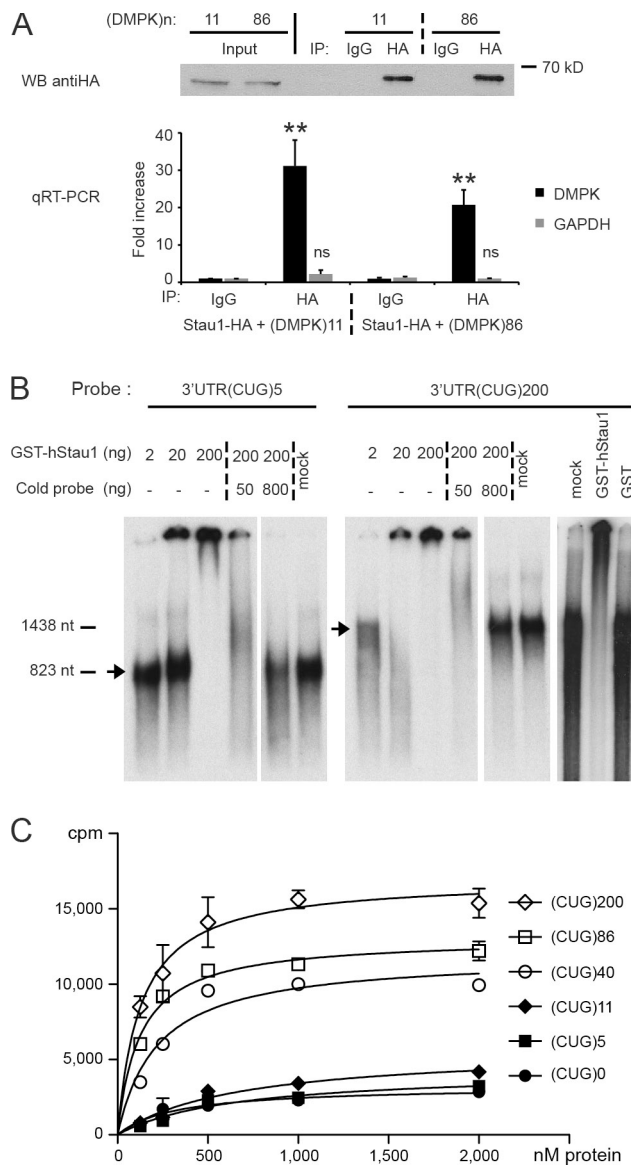 A
(DMPK)n: 11 86 11 86
Input IP: IgG HA IgG HA
WB antiHA
70 kD
qRT-PCR
Fold increase
40
30
20
10
0
** ns ** ns
DMPK
GAPDH
IP: IgG HA IgG HA
Stau1-HA + (DMPK)11 Stau1-HA + (DMPK)86
B
Probe : 3'UTR(CUG)5 3'UTR(CUG)200
GST-hStau1 (ng) 2 20 200 200 200 mock 2 20 200 200 200 mock mock GST-hStau1 GST
Cold probe (ng) - - - 50 800 - - - 50 800
1438 nt
823 nt
C
cpm
15,000
10,000
5,000
0
0 500 1,000 1,500 2,000 nM protein
(CUG)200
(CUG)86
(CUG)40
(CUG)11
(CUG)5
(CUG)0